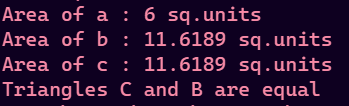 Area of a : 6 sq.units
Area of b : 11.6189 sq.units
Area of c : 11.6189 sq.units
Triangles C and B are equal